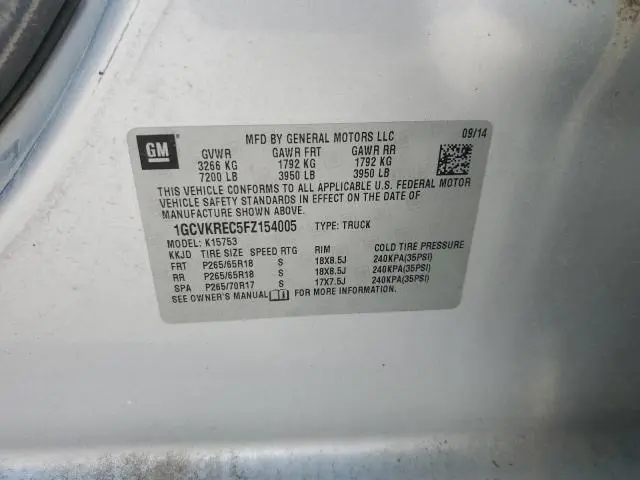 GM
MFD BY GENERAL MOTORS LLC 09/14
GVWR GAWR FRT GAWR RR
3266 KG 1792 KG 1792 KG
7200 LB 3950 LB 3950 LB
THIS VEHICLE CONFORMS TO ALL APPLICABLE U.S. FEDERAL MOTOR
VEHICLE SAFETY STANDARDS IN EFFECT ON THE DATE OF
MANUFACTURE SHOWN ABOVE.
1GCVKREC5FZ154005 TYPE: TRUCK
MODEL: K15753
KKJD TIRE SIZE SPEED RTG RIM COLD TIRE PRESSURE
FRT P265/65R18 S 18X8.5J 240KPA(35PSI)
RR P265/65R18 S 18X8.5J 240KPA(35PSI)
SPA P265/70R17 S 17X7.5J 240KPA(35PSI)
SEE OWNER'S MANUAL FOR MORE INFORMATION.